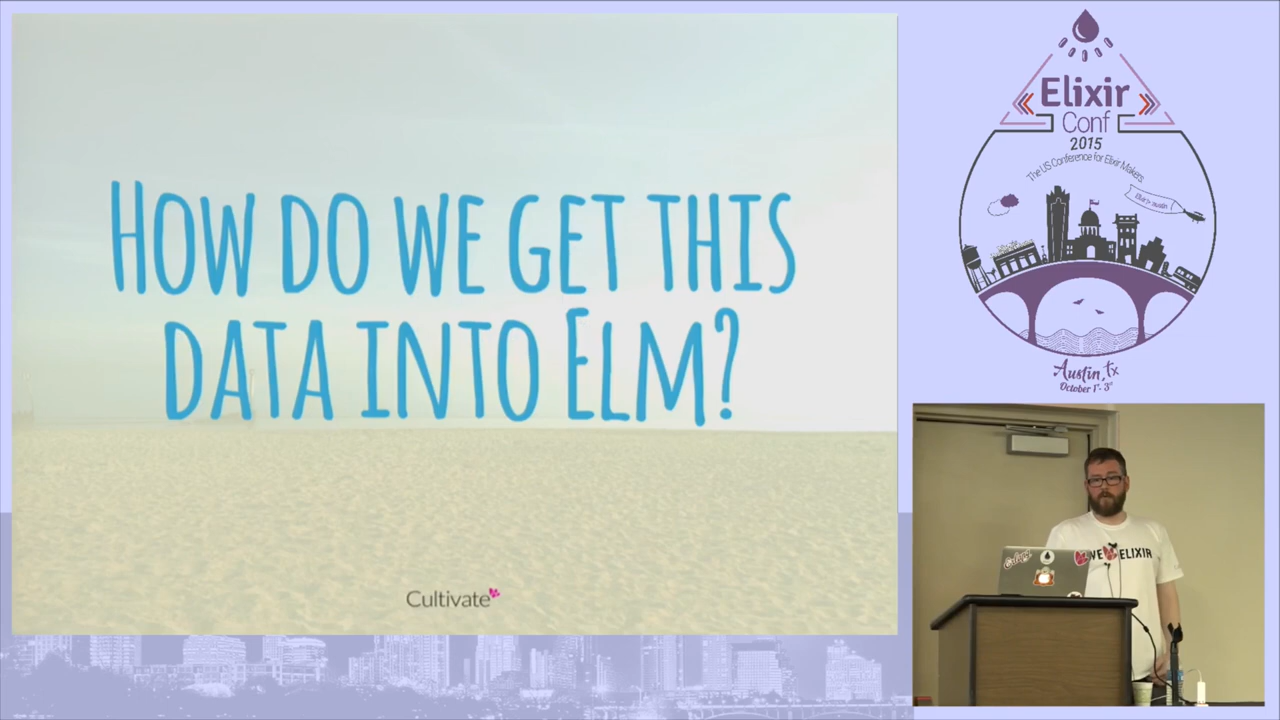 HOW DO WE GET THIS
DATA INTO ELM?
Cultivate
Elixir
Conf
2015
The US Conference for Elixir Makers
Austin, Tx
October 1st - 3rd
ELIXIR